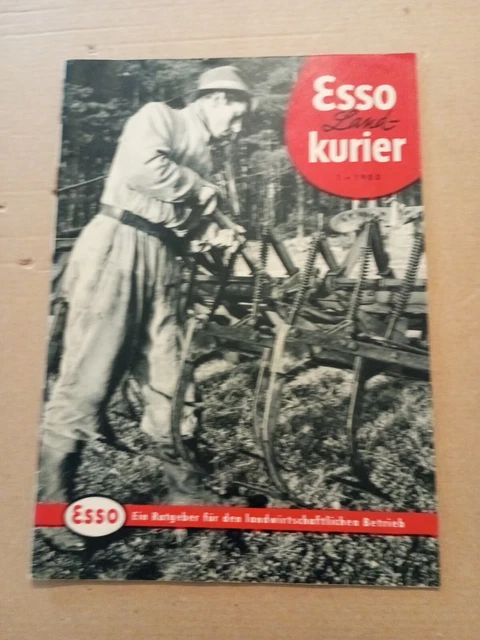 Esso
Land-
kurier
Esso
Ein Ratgeber für den landwirtschaftlichen Betrieb